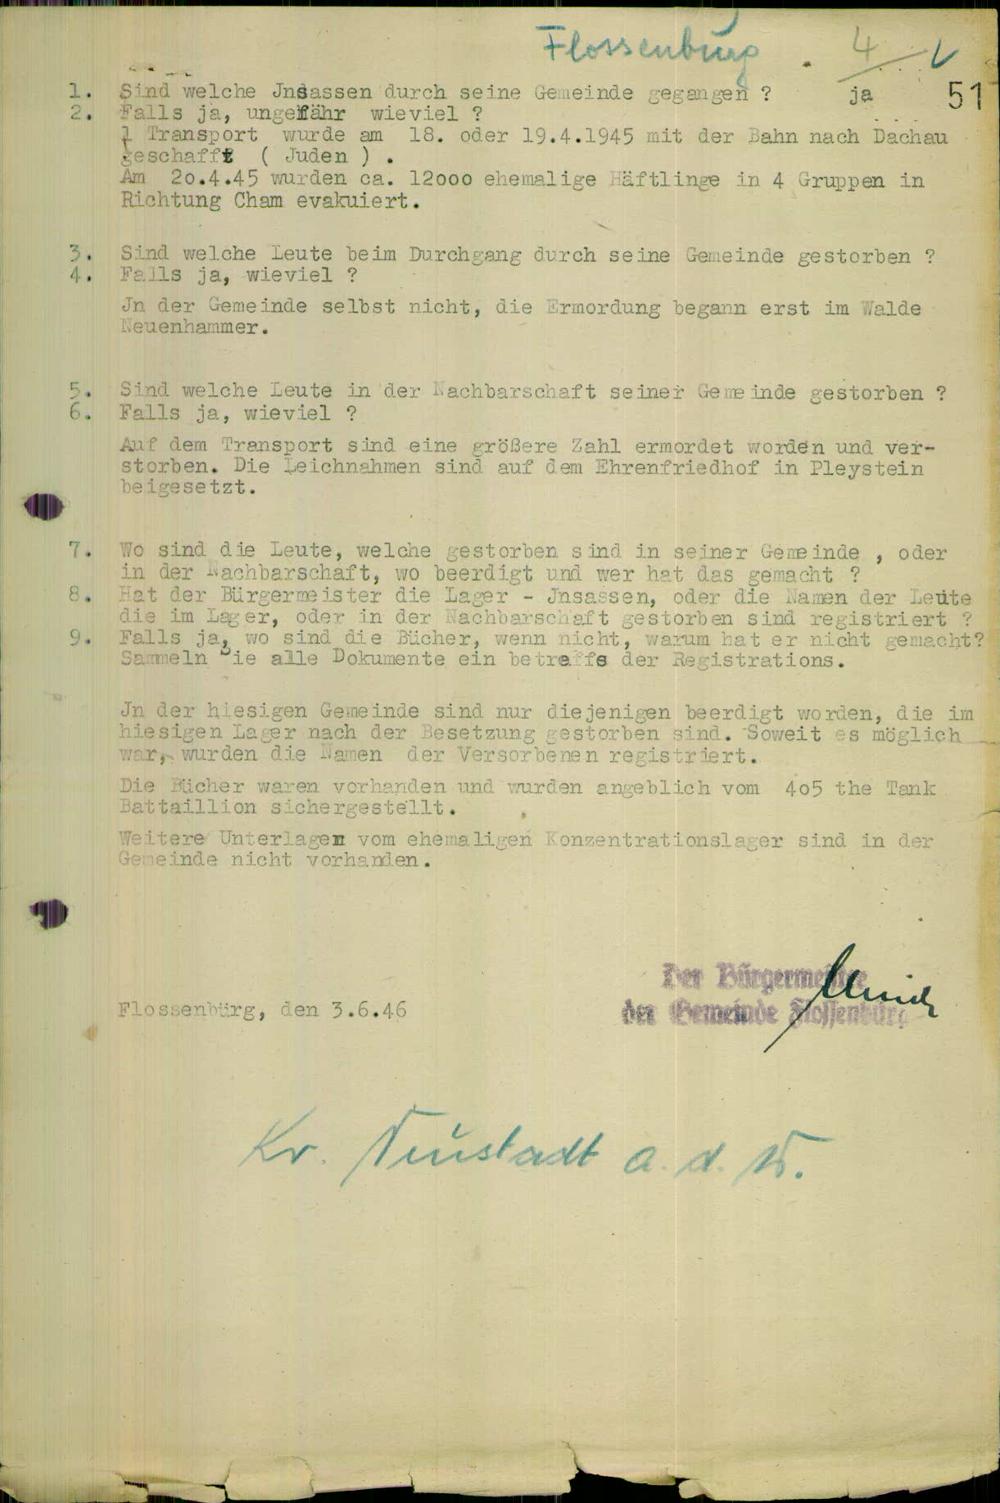 Flossenbürg 4
51
1. Sind welche Jnsassen durch seine Gemeinde gegangen ? ja
2. Falls ja, ungefähr wieviel ?
1 Transport wurde am 18. oder 19.4.1945 mit der Bahn nach Dachau
geschafft ( Juden ) .
Am 2o.4.45 wurden ca. 12ooo ehemalige Häftlinge in 4 Gruppen in
Richtung Cham evakuiert.
3. Sind welche Leute beim Durchgang durch seine Gemeinde gestorben ?
4. Falls ja, wieviel ?
Jn der Gemeinde selbst nicht, die Ermordung begann erst im Walde
Neuenhammer.
5. Sind welche Leute in der Nachbarschaft seiner Gemeinde gestorben ?
6. Falls ja, wieviel ?
Auf dem Transport sind eine größere Zahl ermordet worden und ver-
storben. Die Leichnahmen sind auf dem Ehrenfriedhof in Pleystein
beigesetzt.
7. Wo sind die Leute, welche gestorben sind in seiner Gemeinde , oder
in der Nachbarschaft, wo beerdigt und wer hat das gemacht ?
8. Hat der Bürgermeister die Lager - Jnsassen, oder die Namen der Leute
die im Lager, oder in der Nachbarschaft gestorben sind registriert ?
9. Falls ja, wo sind die Bücher, wenn nicht, warum hat er nicht gemacht?
Sammeln Sie alle Dokumente ein betreffs der Registrations.
Jn der hiesigen Gemeinde sind nur diejenigen beerdigt worden, die im
hiesigen Lager nach der Besetzung gestorben sind. Soweit es möglich
war, wurden die Namen der Versorbenen registriert.
Die Bücher waren vorhanden und wurden angeblich vom 4o5 the Tank
Battaillion sichergestellt.
Weitere Unterlagen vom ehemaligen Konzentrationslager sind in der
Gemeinde nicht vorhanden.
Der Bürgermeister
der Gemeinde Flossenbürg
Flossenbürg, den 3.6.46
Kr. Neustadt a. d. W.